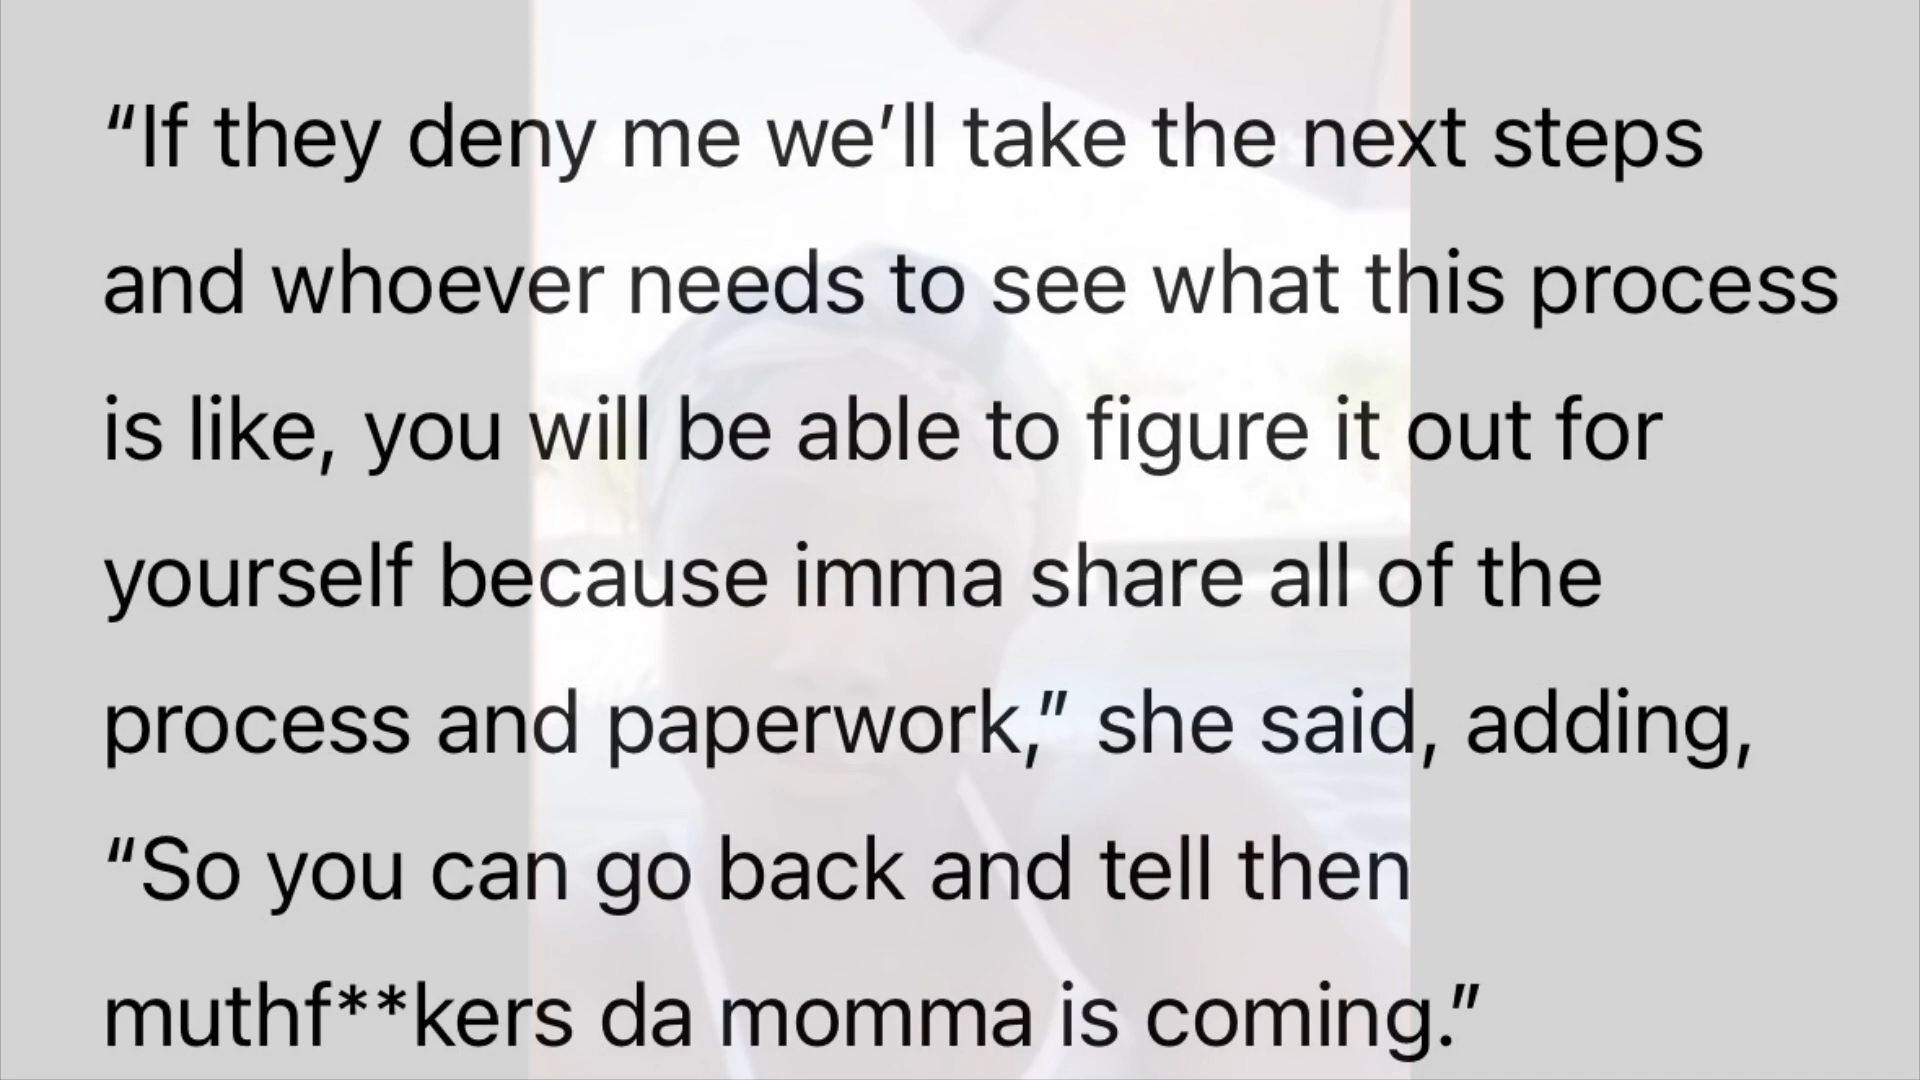 “If they deny me we’ll take the next steps
and whoever needs to see what this process
is like, you will be able to figure it out for
yourself because imma share all of the
process and paperwork,” she said, adding,
“So you can go back and tell then
muthf**kers da momma is coming.”